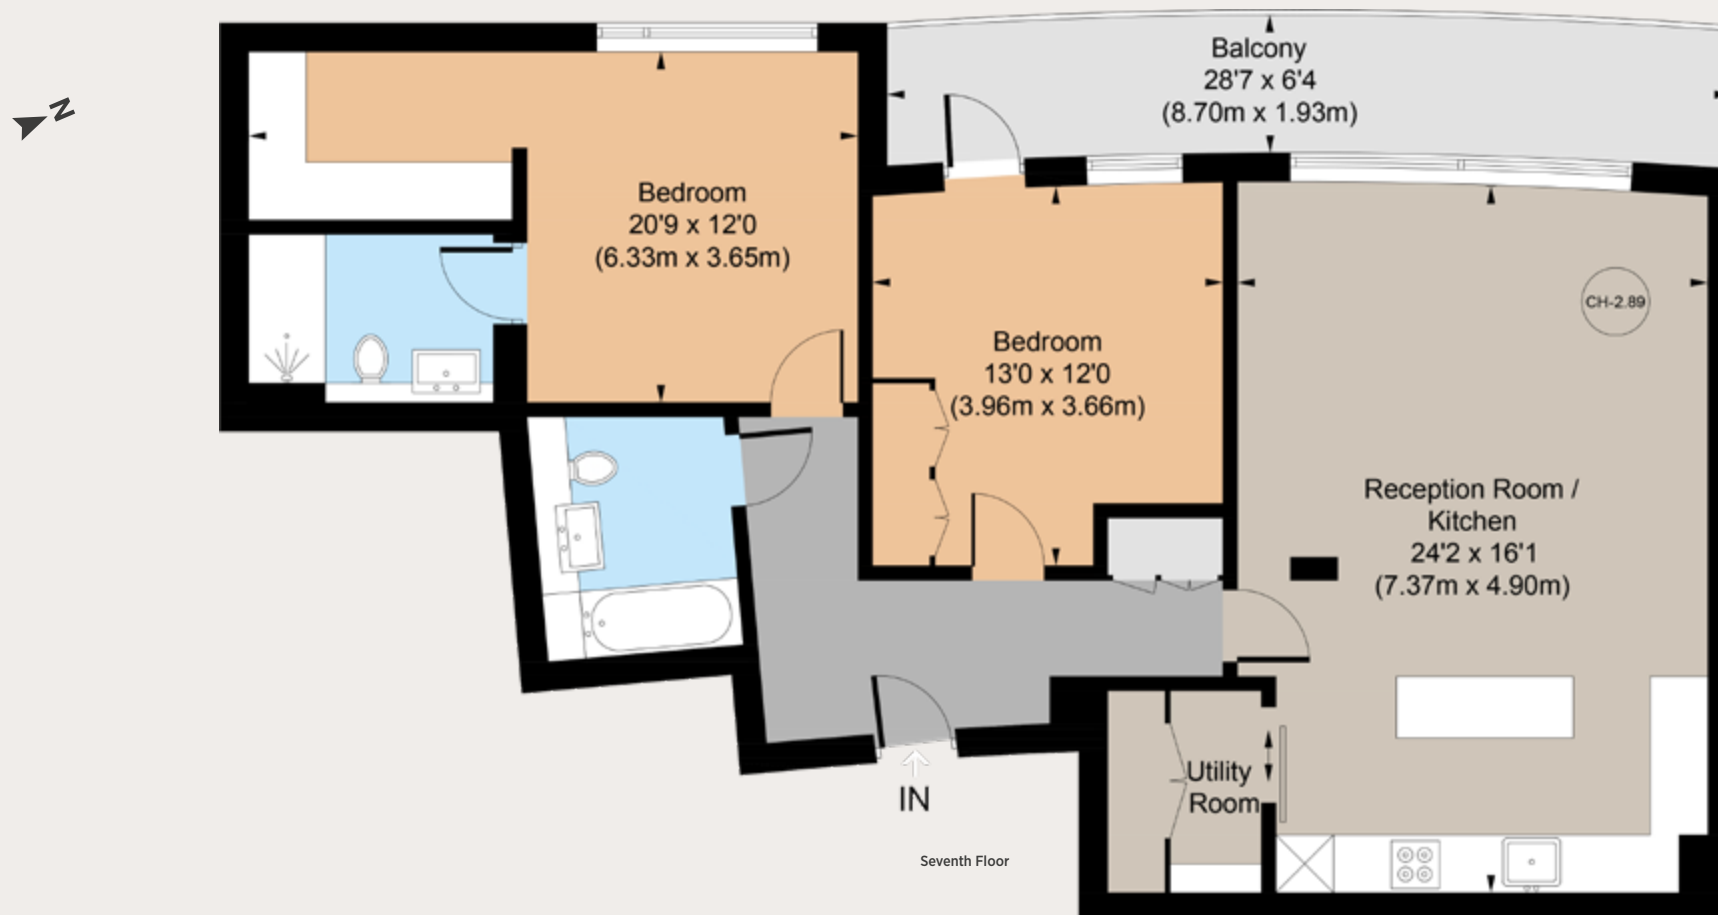 N
Balcony
28'7 x 6'4
(8.70m x 1.93m)
Bedroom
20'9 x 12'0
(6.33m x 3.65m)
CH-2.89
Bedroom
13'0 x 12'0
(3.96m x 3.66m)
Reception Room /
Kitchen
24'2 x 16'1
(7.37m x 4.90m)
Utility
Room
IN
Seventh Floor